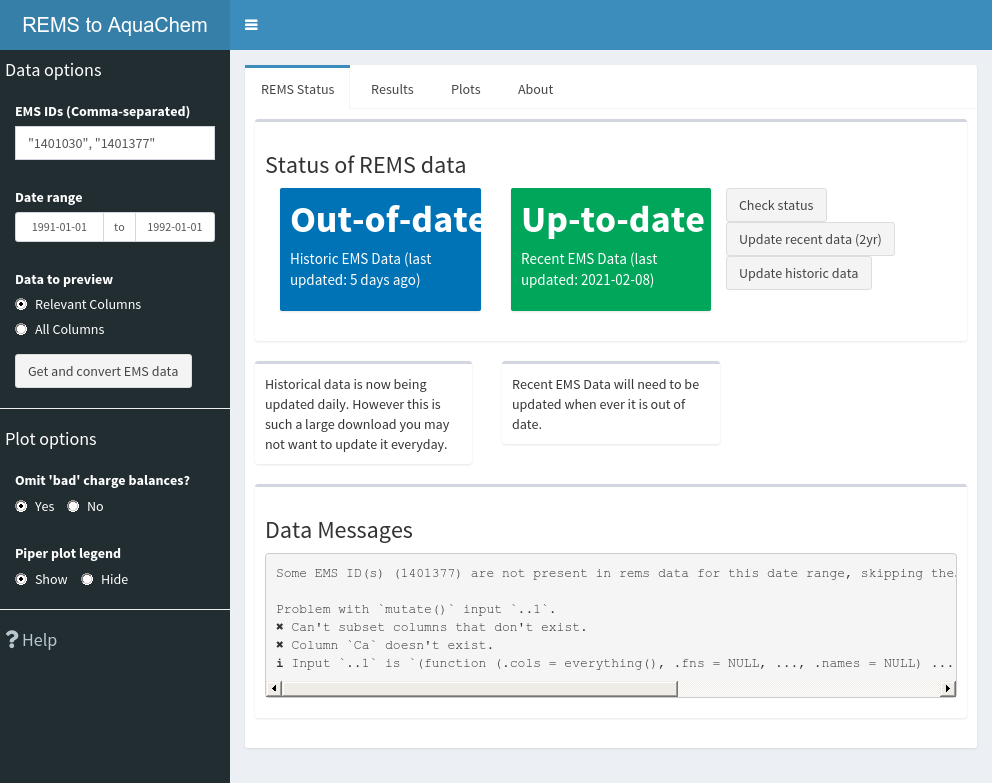 REMS to AquaChem
Data options
EMS IDs (Comma-separated)
"1401030", "1401377"
Date range
1991-01-01 to 1992-01-01
Data to preview
Relevant Columns
All Columns
Get and convert EMS data
Plot options
Omit 'bad' charge balances?
Yes No
Piper plot legend
Show Hide
Help
REMS Status Results Plots About
Status of REMS data
Out-of-date
Historic EMS Data (last
updated: 5 days ago)
Up-to-date
Recent EMS Data (last
updated: 2021-02-08)
Check status
Update recent data (2yr)
Update historic data
Historical data is now being
updated daily. However this is
such a large download you may
not want to update it everyday.
Recent EMS Data will need to be
updated when ever it is out of
date.
Data Messages
Some EMS ID(s) (1401377) are not present in rems data for this date range, skipping
Problem with `mutate()` input `..1`.
✖ Can't subset columns that don't exist.
✖ Column `Ca` doesn't exist.
i Input `..1` is `(function (.cols = everything(), .fns = NULL, ..., .names = NULL) ...